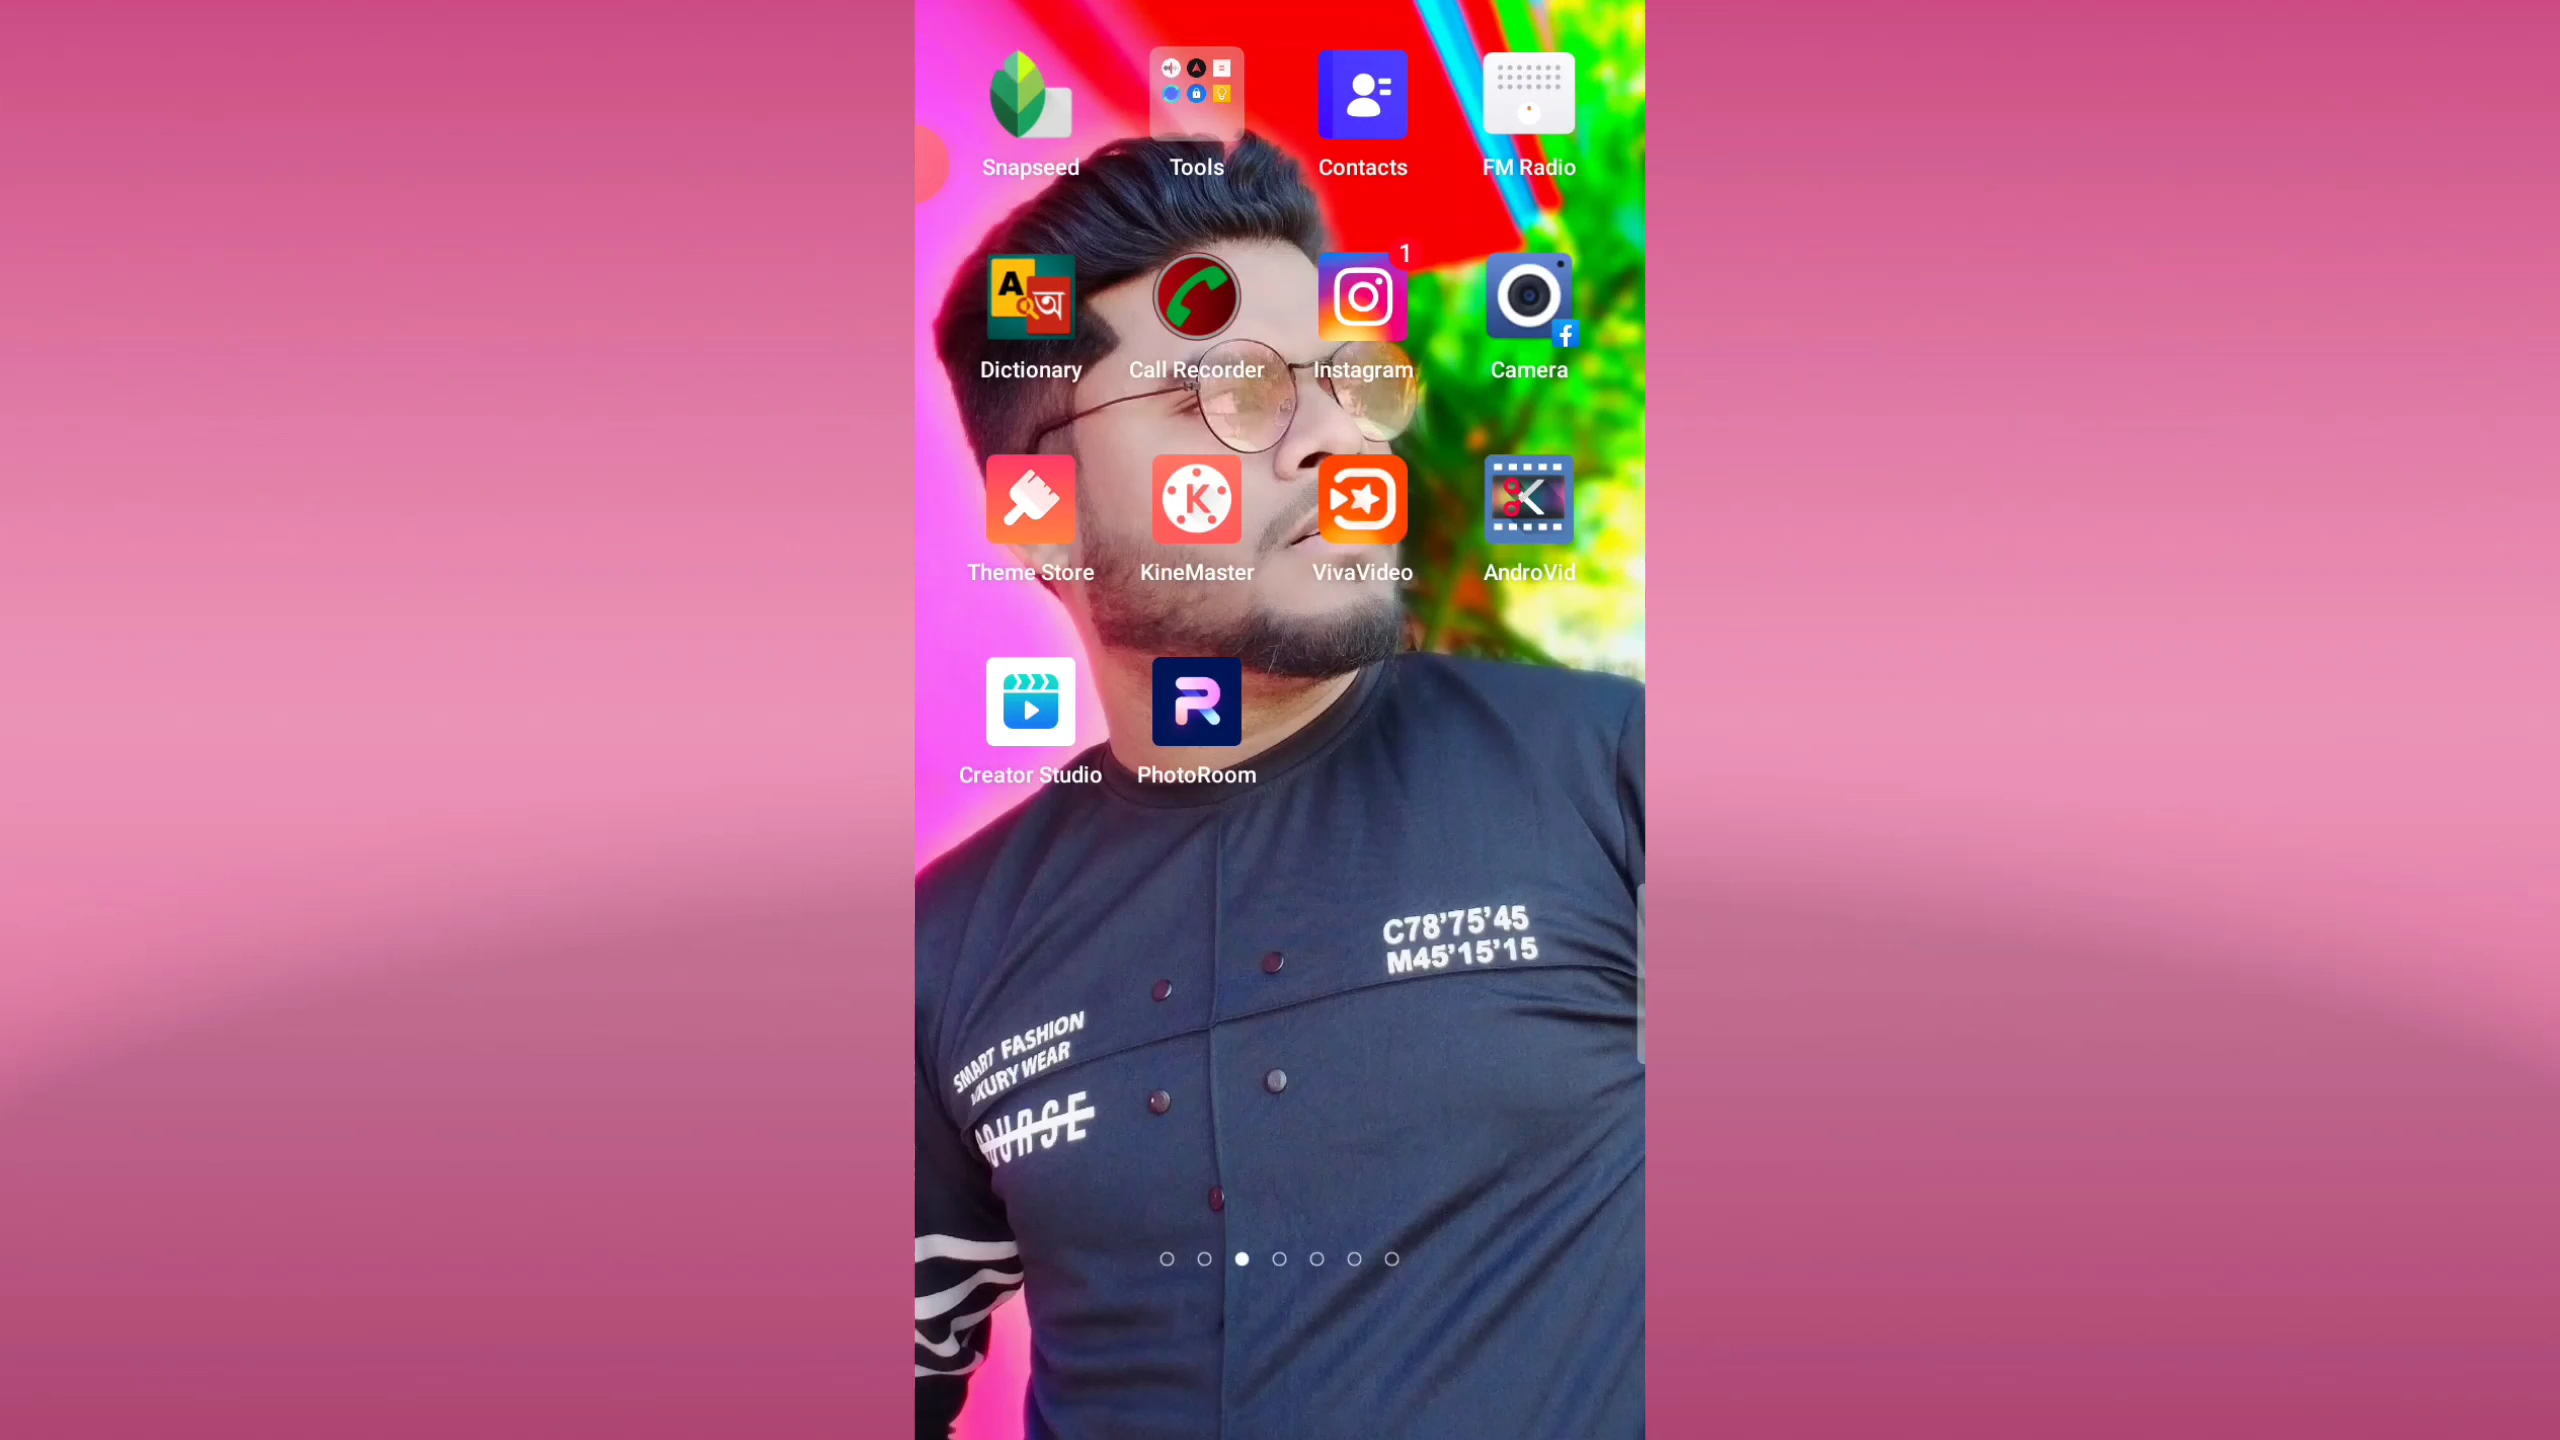 Snapseed Tools Contacts FM Radio
1
A অ
Dictionary Call Recorder Instagram Camera
K
Theme Store KineMaster VivaVideo AndroVid
Creator Studio PhotoRoom
C78’75’45
M45’15’15
SMART FASHION
WEAR